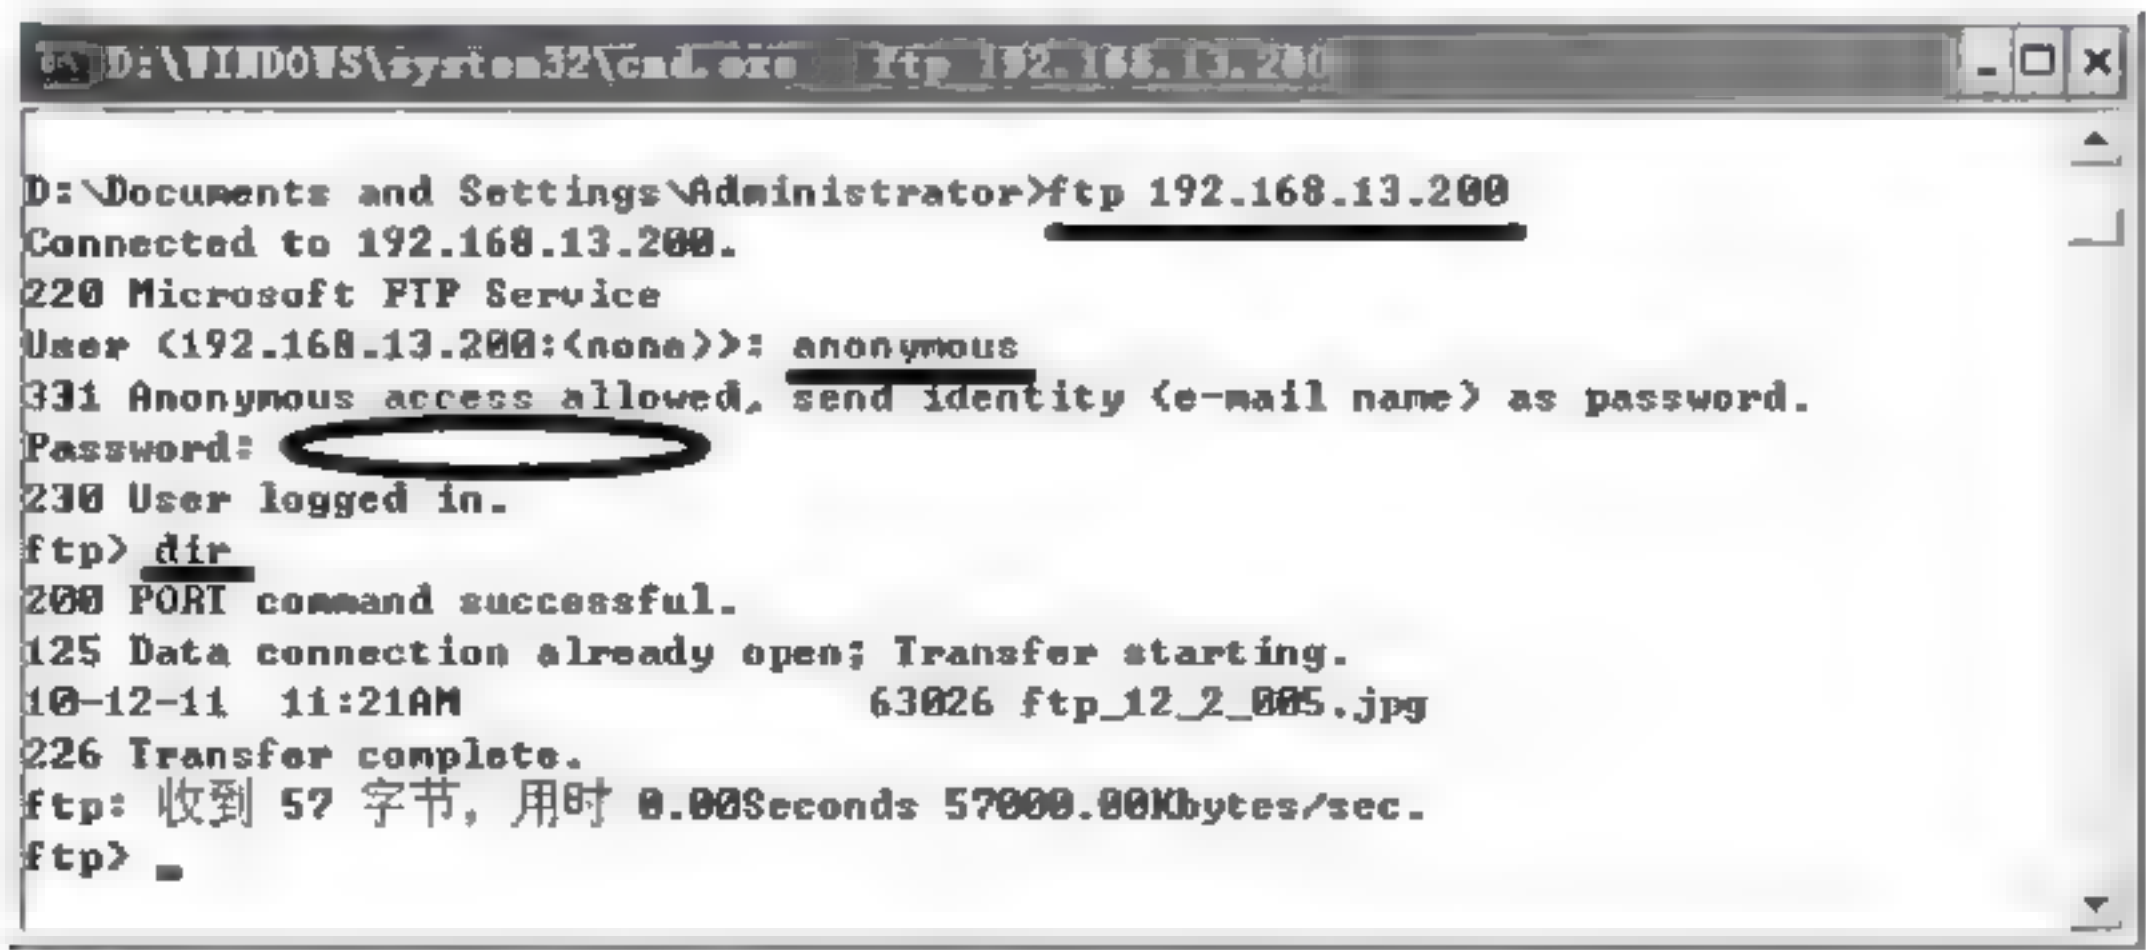 D:\WINDOWS\system32\cmd.exe - ftp 192.168.13.200
D:\Documents and Settings\Administrator>ftp 192.168.13.200
Connected to 192.168.13.200.
220 Microsoft FTP Service
User (192.168.13.200:(none)): anonymous
331 Anonymous access allowed, send identity (e-mail name) as password.
Password:
230 User logged in.
ftp> dir
200 PORT command successful.
125 Data connection already open; Transfer starting.
10-12-11  11:21AM                63026 ftp_12_2_005.jpg
226 Transfer complete.
ftp: 收到 57 字节，用时 0.00Seconds 57000.00Kbytes/sec.
ftp> _